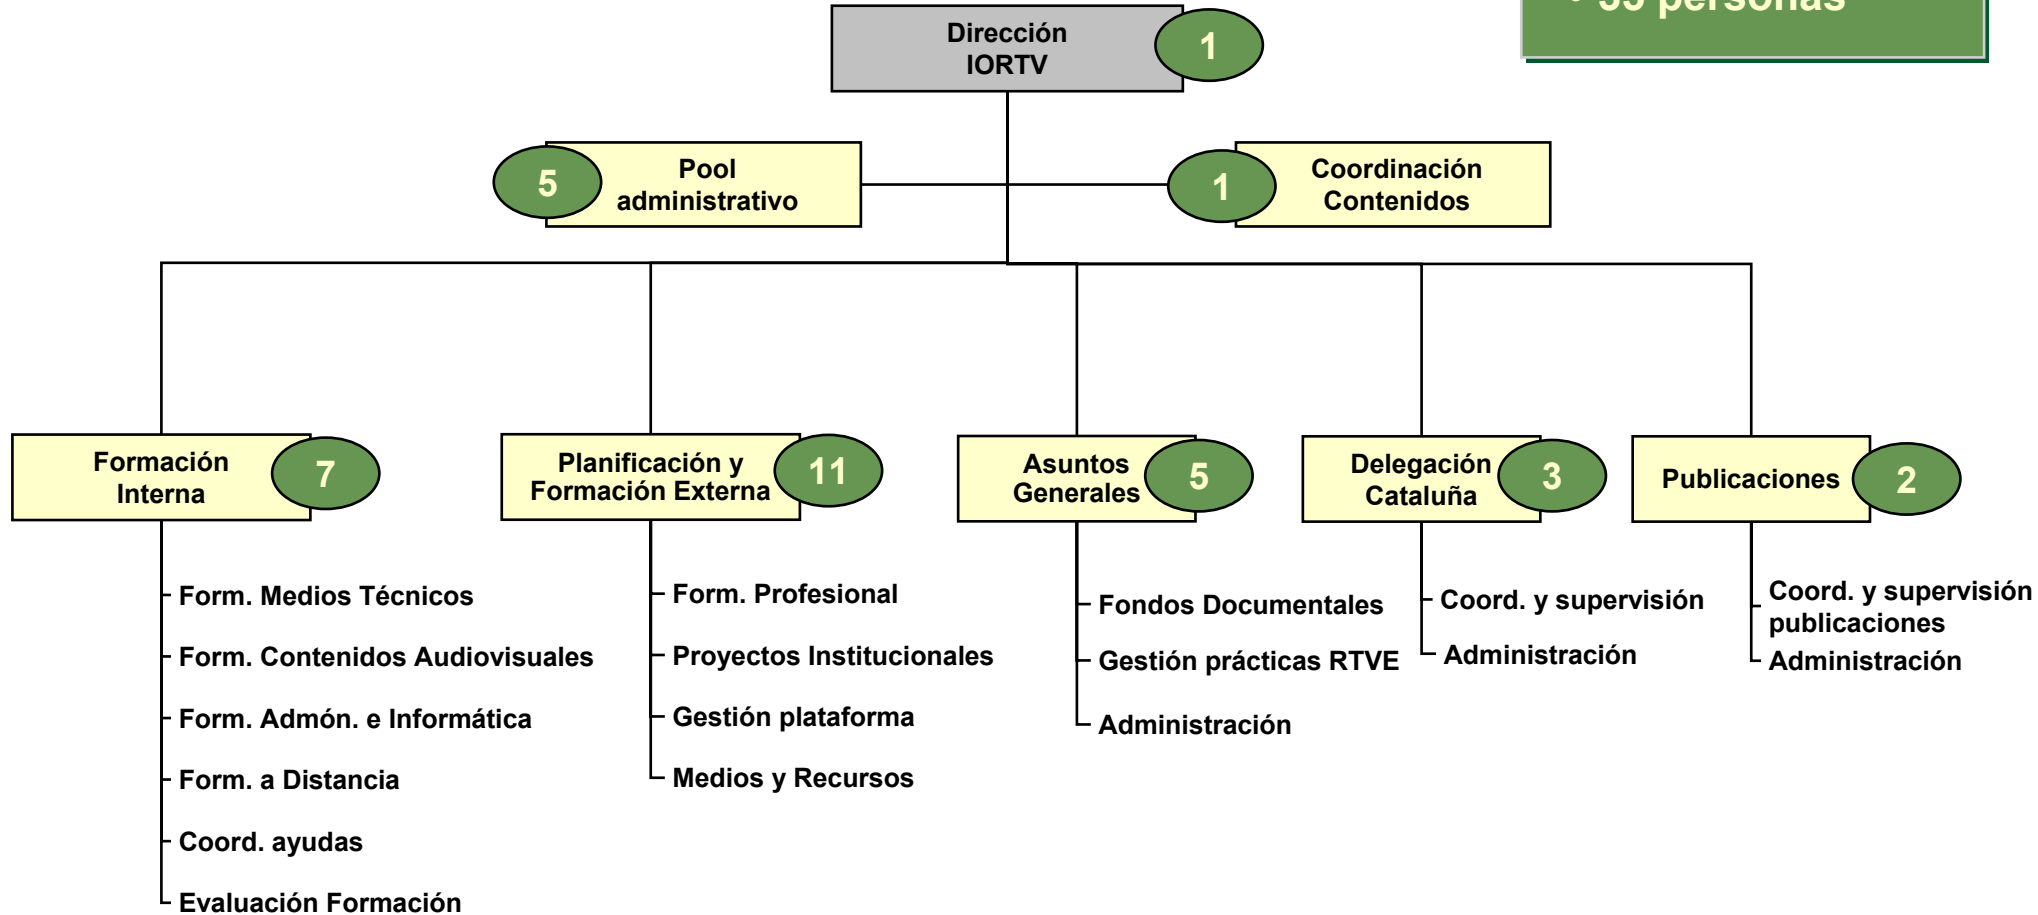 • 35 personas
Dirección
IORTV
1
5
Pool
administrativo
1
Coordinación
Contenidos
Formación
Interna
7
Planificación y
Formación Externa
11
Asuntos
Generales
5
Delegación
Cataluña
3
Publicaciones
2
Form. Medios Técnicos
Form. Contenidos Audiovisuales
Form. Admón. e Informática
Form. a Distancia
Coord. ayudas
Evaluación Formación
Form. Profesional
Proyectos Institucionales
Gestión plataforma
Medios y Recursos
Fondos Documentales
Gestión prácticas RTVE
Administración
Coord. y supervisión
Administración
Coord. y supervisión
publicaciones
Administración